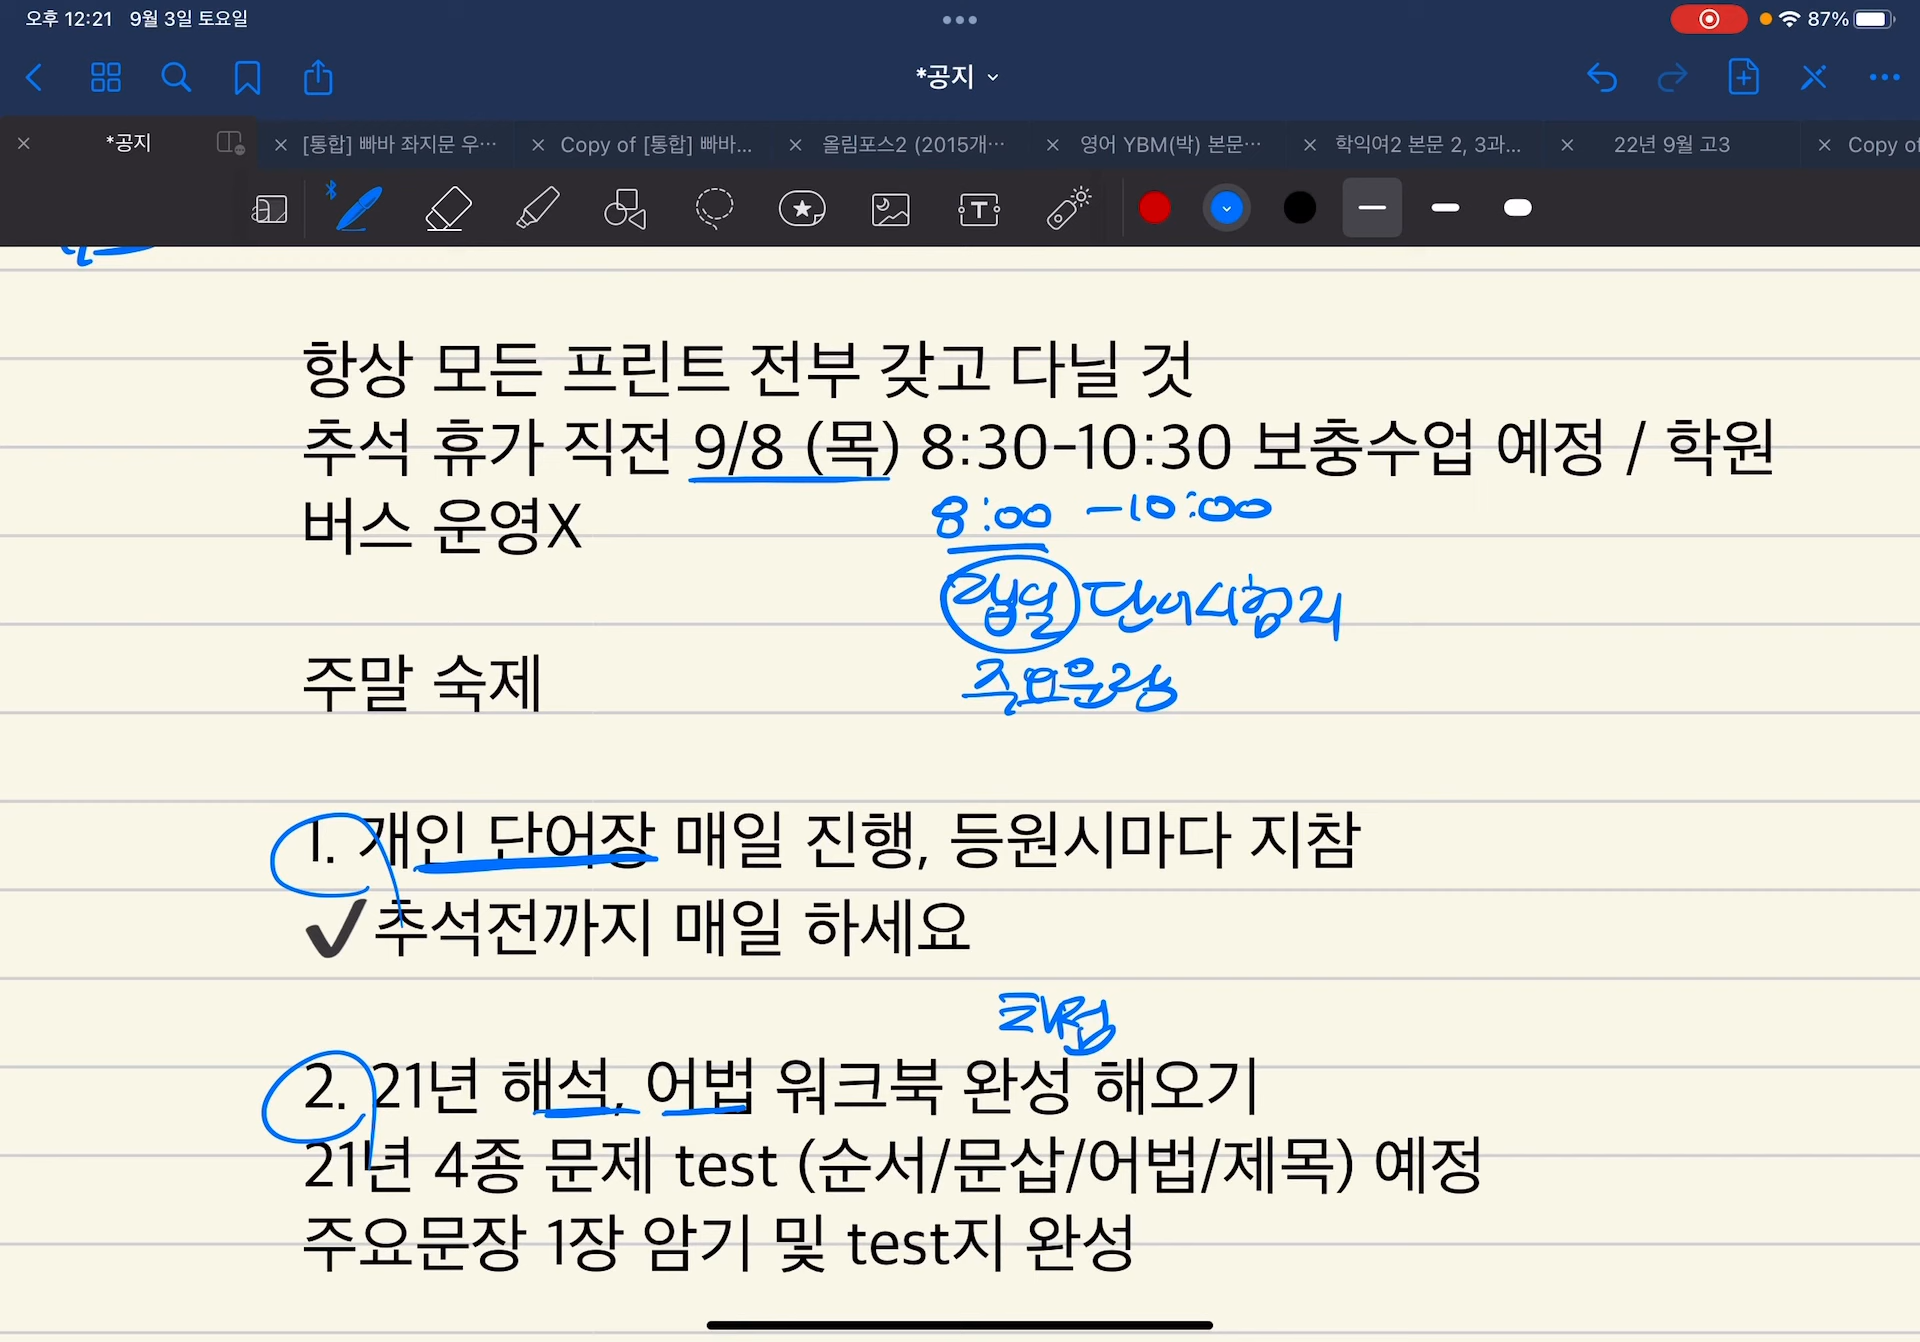 오후 12:21 9월 3일 토요일
87%
*공지
*공지
[통합] 빠바 좌지문 우…
Copy of [통합] 빠바...
올림포스2 (2015개…
영어 YBM(박) 본문…
학익여2 본문 2, 3과...
22년 9월 고3
Copy of
항상 모든 프린트 전부 갖고 다닐 것
추석 휴가 직전 9/8 (목) 8:30-10:30 보충수업 예정 / 학원
버스 운영X
8:00 -10:00
단어시험지
주말 숙제
1. 개인 단어장 매일 진행, 등원시마다 지참
✔추석전까지 매일 하세요
2. 21년 해석, 어법 워크북 완성 해오기
21년 4종 문제 test (순서/문삽/어법/제목) 예정
주요문장 1장 암기 및 test지 완성